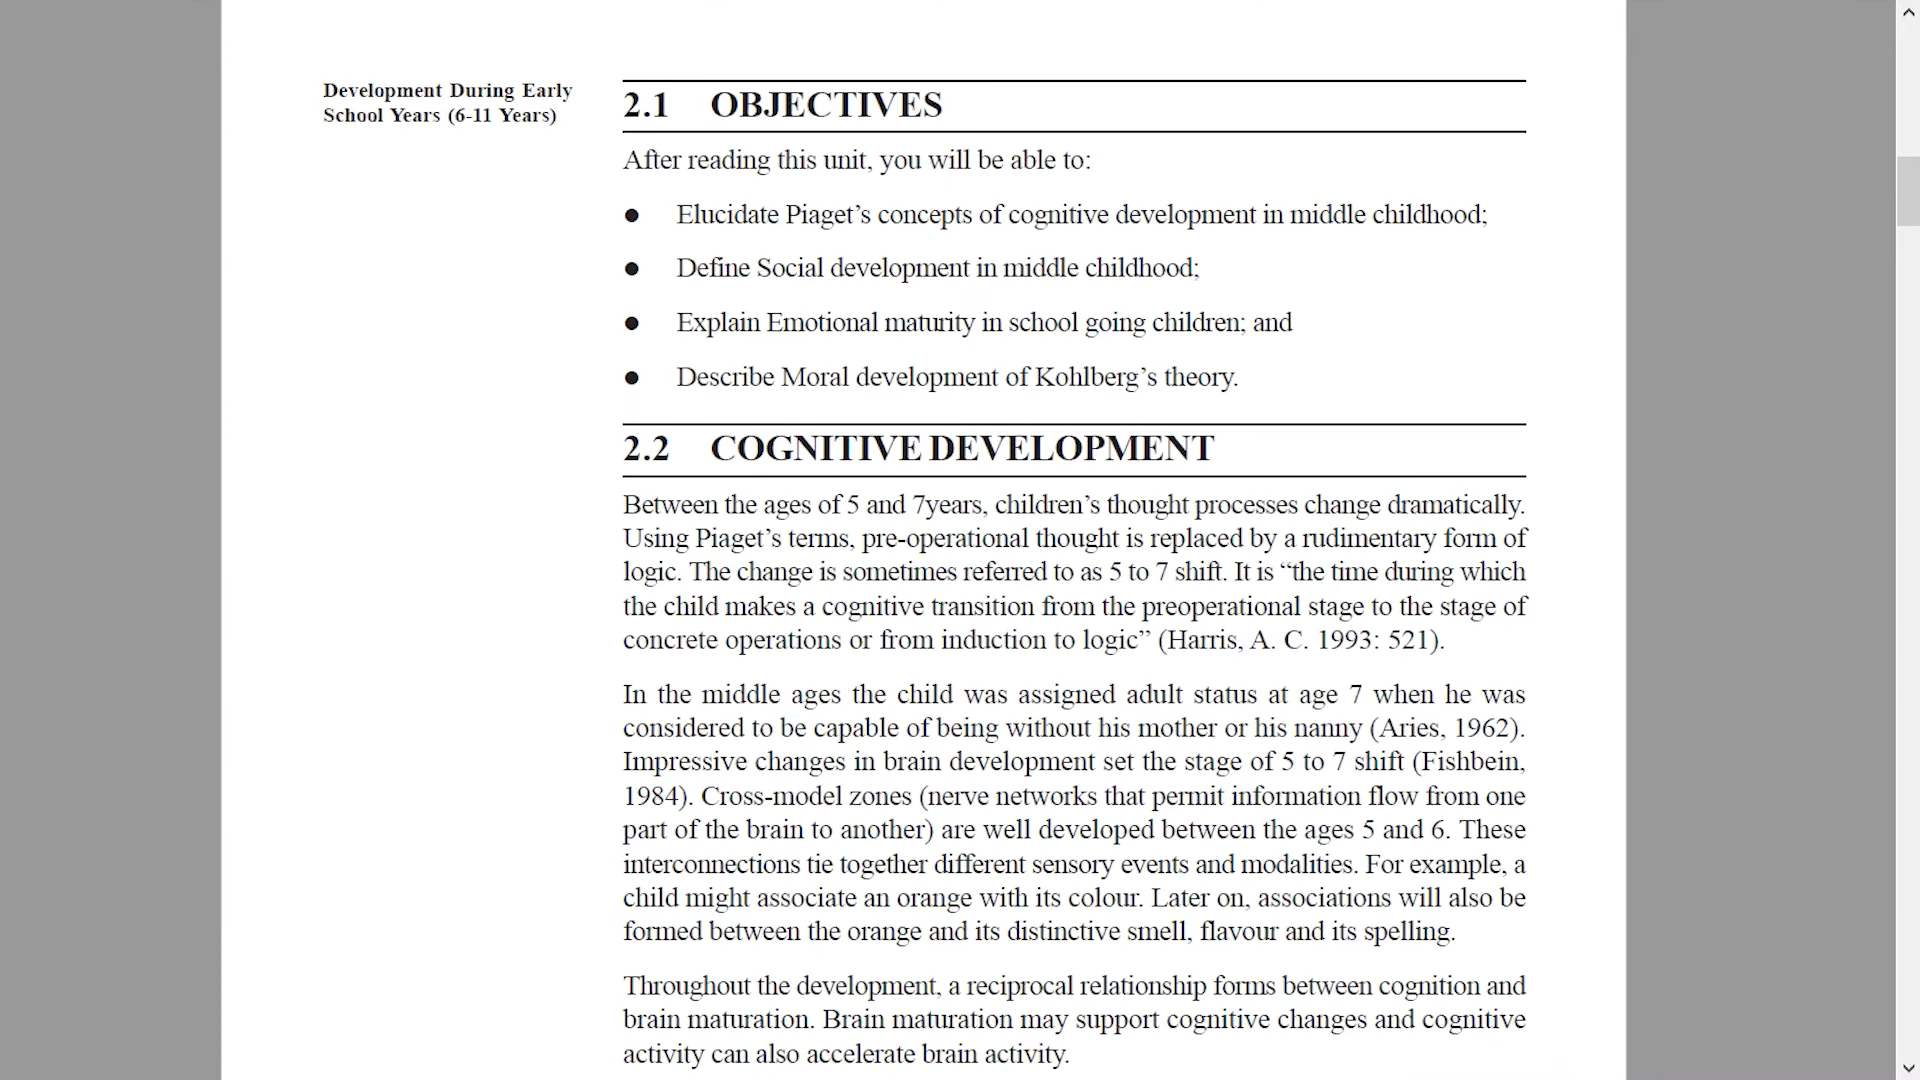 Development During Early
School Years (6-11 Years)
2.1 OBJECTIVES
After reading this unit, you will be able to:
● Elucidate Piaget’s concepts of cognitive development in middle childhood;
● Define Social development in middle childhood;
● Explain Emotional maturity in school going children; and
● Describe Moral development of Kohlberg’s theory.
2.2 COGNITIVE DEVELOPMENT
Between the ages of 5 and 7years, children’s thought processes change dramatically.
Using Piaget’s terms, pre-operational thought is replaced by a rudimentary form of
logic. The change is sometimes referred to as 5 to 7 shift. It is “the time during which
the child makes a cognitive transition from the preoperational stage to the stage of
concrete operations or from induction to logic” (Harris, A. C. 1993: 521).
In the middle ages the child was assigned adult status at age 7 when he was
considered to be capable of being without his mother or his nanny (Aries, 1962).
Impressive changes in brain development set the stage of 5 to 7 shift (Fishbein,
1984). Cross-model zones (nerve networks that permit information flow from one
part of the brain to another) are well developed between the ages 5 and 6. These
interconnections tie together different sensory events and modalities. For example, a
child might associate an orange with its colour. Later on, associations will also be
formed between the orange and its distinctive smell, flavour and its spelling.
Throughout the development, a reciprocal relationship forms between cognition and
brain maturation. Brain maturation may support cognitive changes and cognitive
activity can also accelerate brain activity.